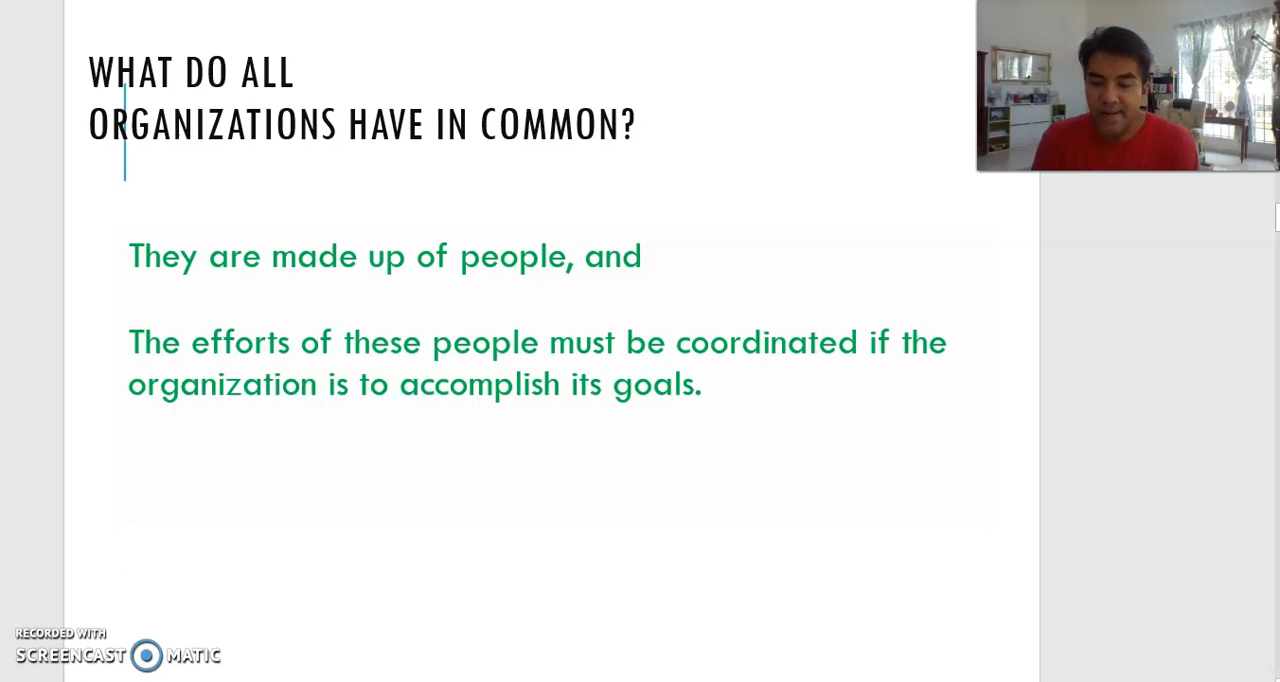 WHAT DO ALL
ORGANIZATIONS HAVE IN COMMON?
They are made up of people, and
The efforts of these people must be coordinated if the
organization is to accomplish its goals.
RECORDED WITH
SCREENCAST MATIC